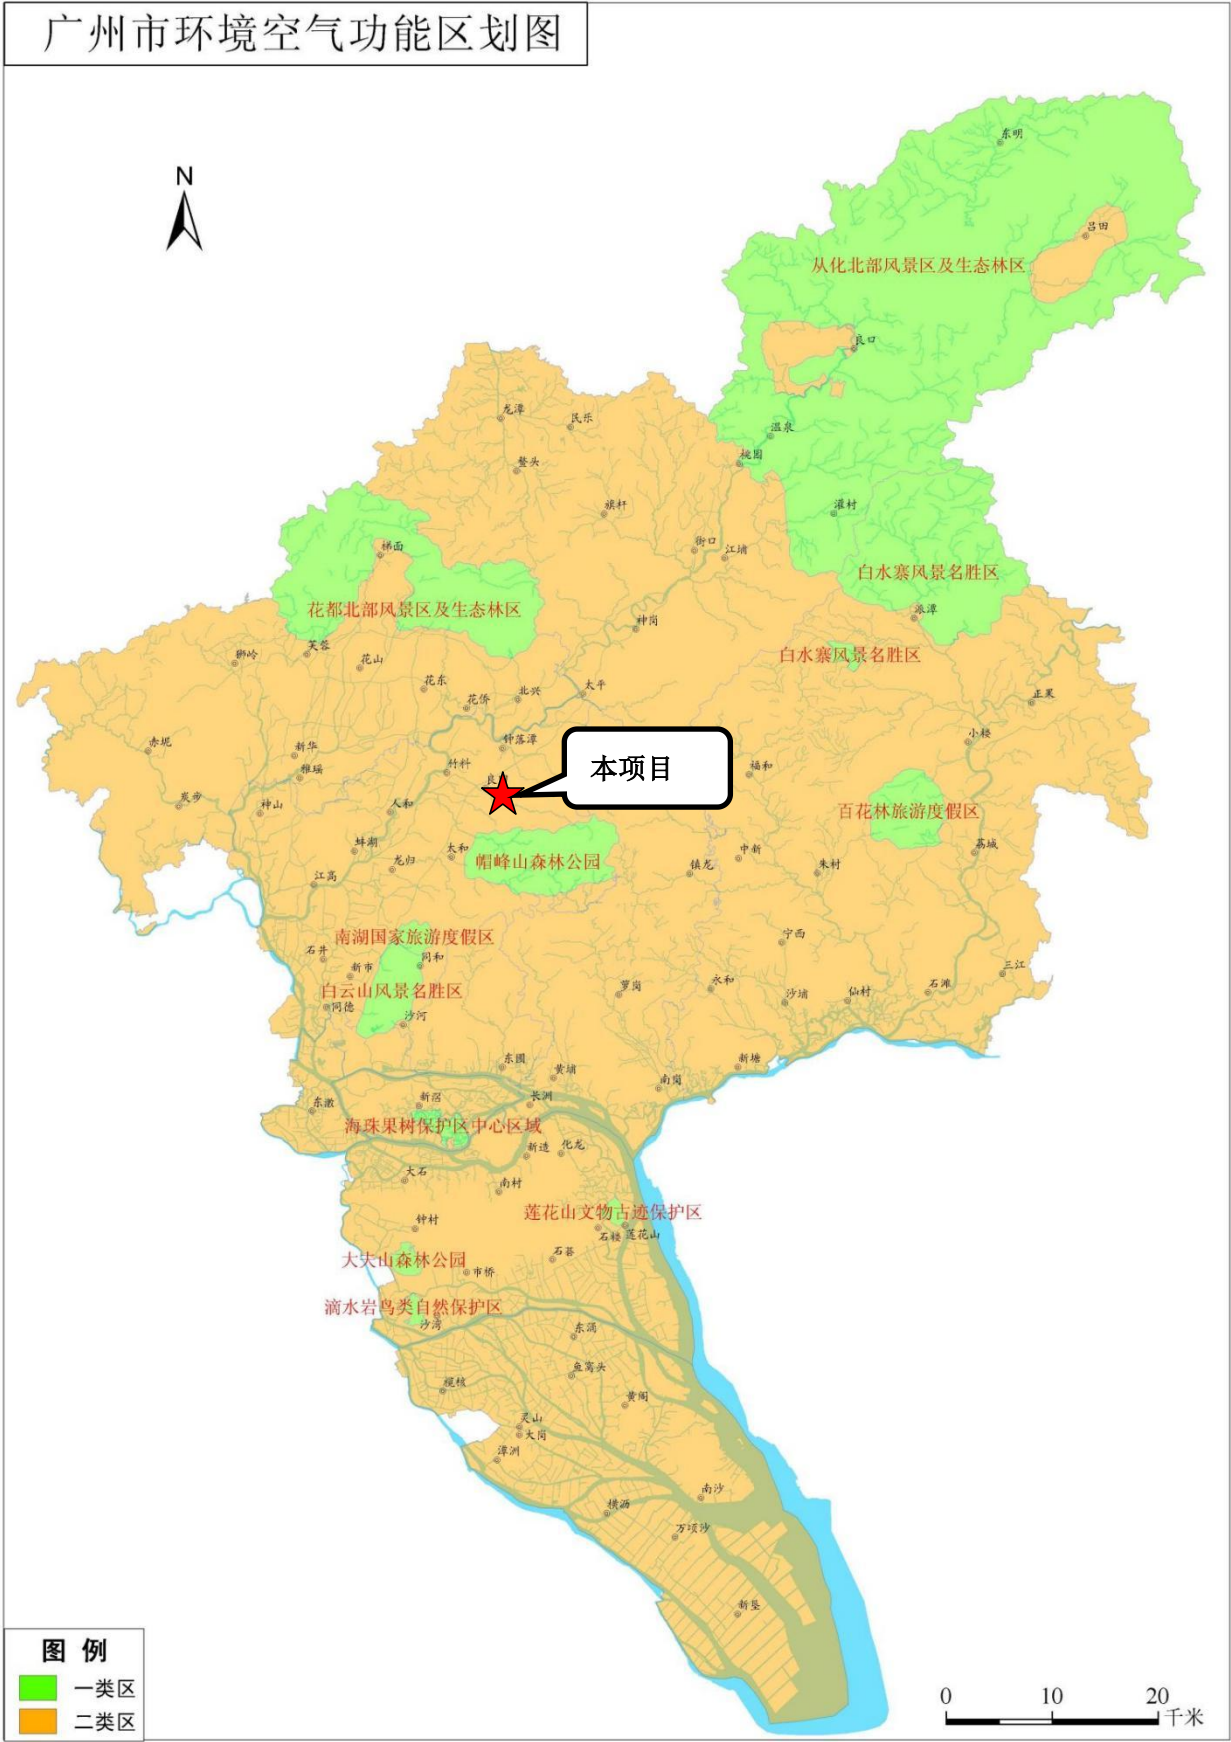 广州市环境空气功能区划图
N
东明
吕田
从化北部风景区及生态林区
良口
龙潭
民乐
温泉
鳌头
桃园
旗杆
灌村
街口
江埔
梯面
白水寨风景名胜区
花都北部风景区及生态林区
派潭
神岗
芙蓉
狮岭
花山
白水寨风景名胜区
花东
北兴
太平
正果
花侨
赤坭
新华
钟落潭
小楼
雅瑶
竹料
本项目
福和
炭步
神山
人和
百花林旅游度假区
蚌湖
太和
龙归
帽峰山森林公园
中新
荔城
镇龙
朱村
江高
南湖国家旅游度假区
宁西
石井
同和
新市
三江
白云山风景名胜区
萝岗
永和
沙埔
仙村
石滩
同德
沙河
东圃
黄埔
新塘
南岗
东漖
新滘
长洲
海珠果树保护区中心区域
新造
化龙
大石
南村
钟村
莲花山文物古迹保护区
石楼
莲花山
大夫山森林公园
石碁
市桥
滴水岩鸟类自然保护区
沙湾
东涌
鱼窝头
榄核
黄阁
灵山
大岗
潭洲
南沙
横沥
万顷沙
新垦
图 例
一类区
二类区
0 10 20
千米